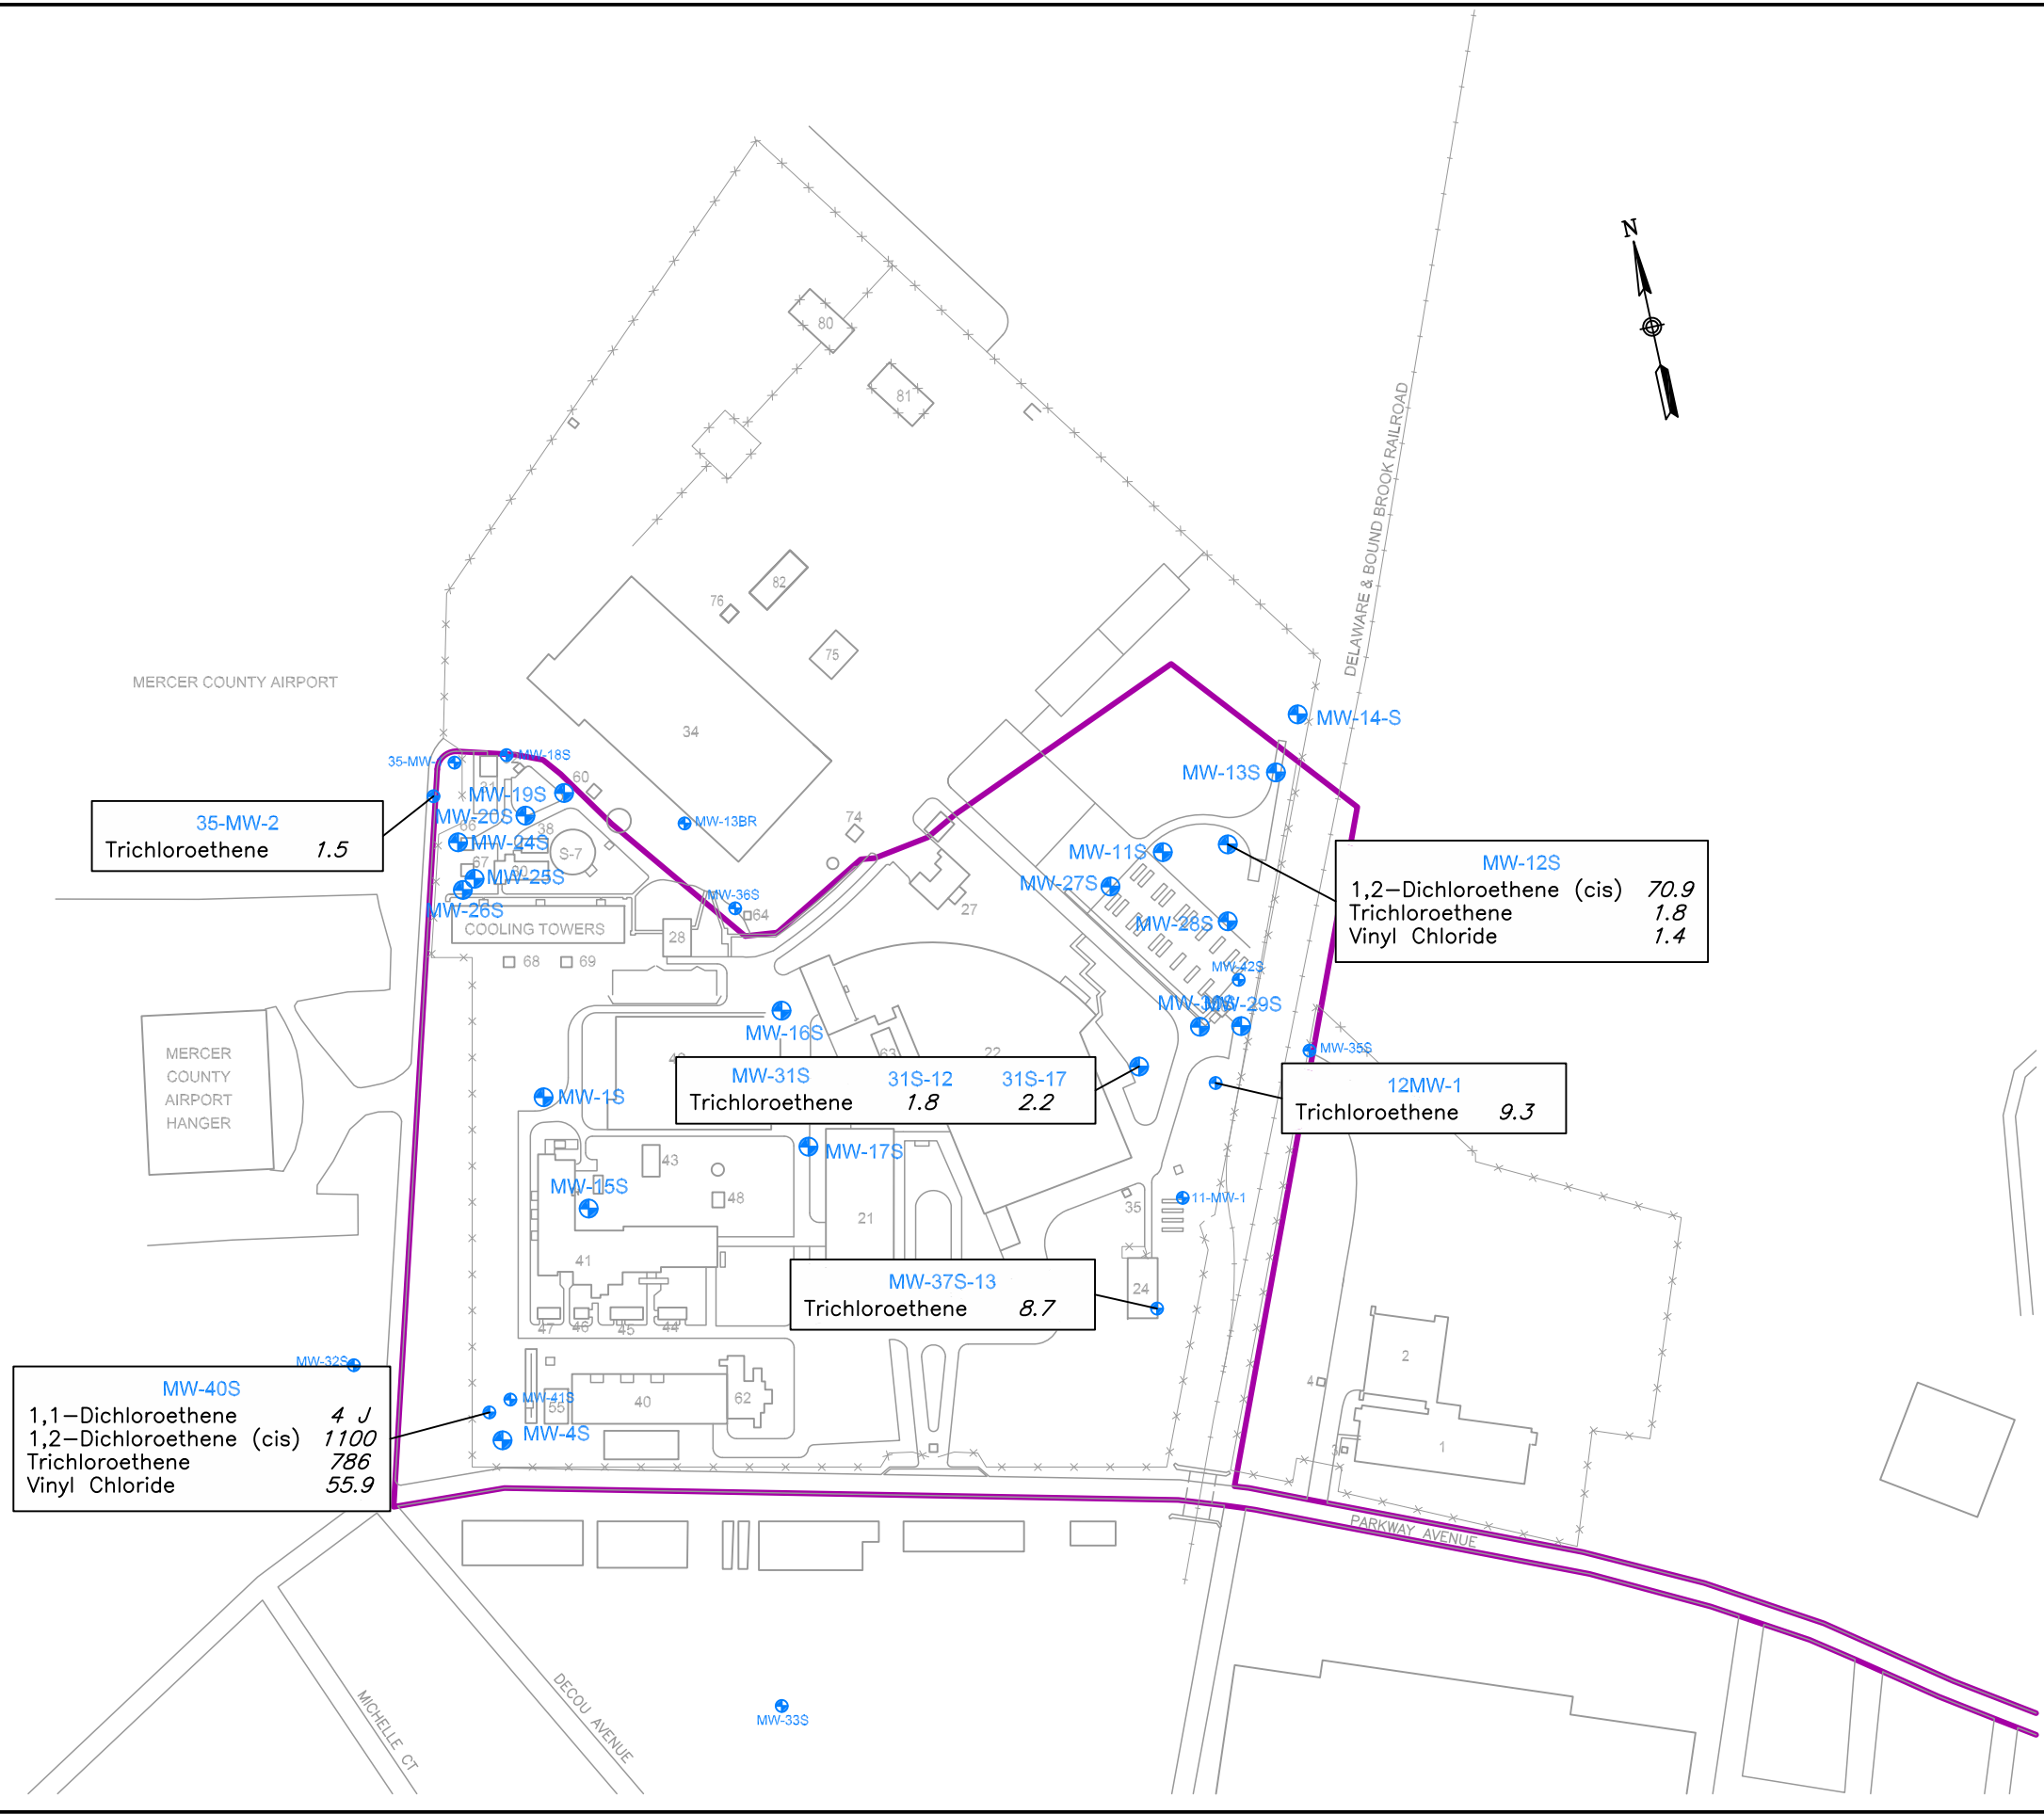 N
80
81
DELAWARE & BOUND BROOK RAILROAD
82
76
75
MERCER COUNTY AIRPORT
34
MW-14-S
35-MW-
MW-18S
60
MW-13S
MW-19S
35-MW-2
Trichloroethene 1.5
MW-20S
38
MW-13BR
74
66
MW-24S
S-7
MW-11S
MW-12S
1,2-Dichloroethene (cis) 70.9
Trichloroethene 1.8
Vinyl Chloride 1.4
67
MW-25S
MW-27S
MW-26S
MW-36S
64
27
COOLING TOWERS
28
MW-28S
68
69
MW-42S
MW-29S
MW-16S
MERCER
COUNTY
AIRPORT
HANGER
63
22
MW-35S
MW-31S 31S-12 31S-17
Trichloroethene 1.8 2.2
12MW-1
Trichloroethene 9.3
MW-1S
MW-17S
43
MW-15S
48
35
11-MW-1
21
41
24
MW-37S-13
Trichloroethene 8.7
47
46
45
44
2
MW-32S
4
MW-40S
1,1-Dichloroethene 4 J
1,2-Dichloroethene (cis) 1100
Trichloroethene 786
Vinyl Chloride 55.9
MW-41S
55
40
62
MW-4S
3
1
PARKWAY AVENUE
MICHELLE CT
DECOU AVENUE
MW-33S